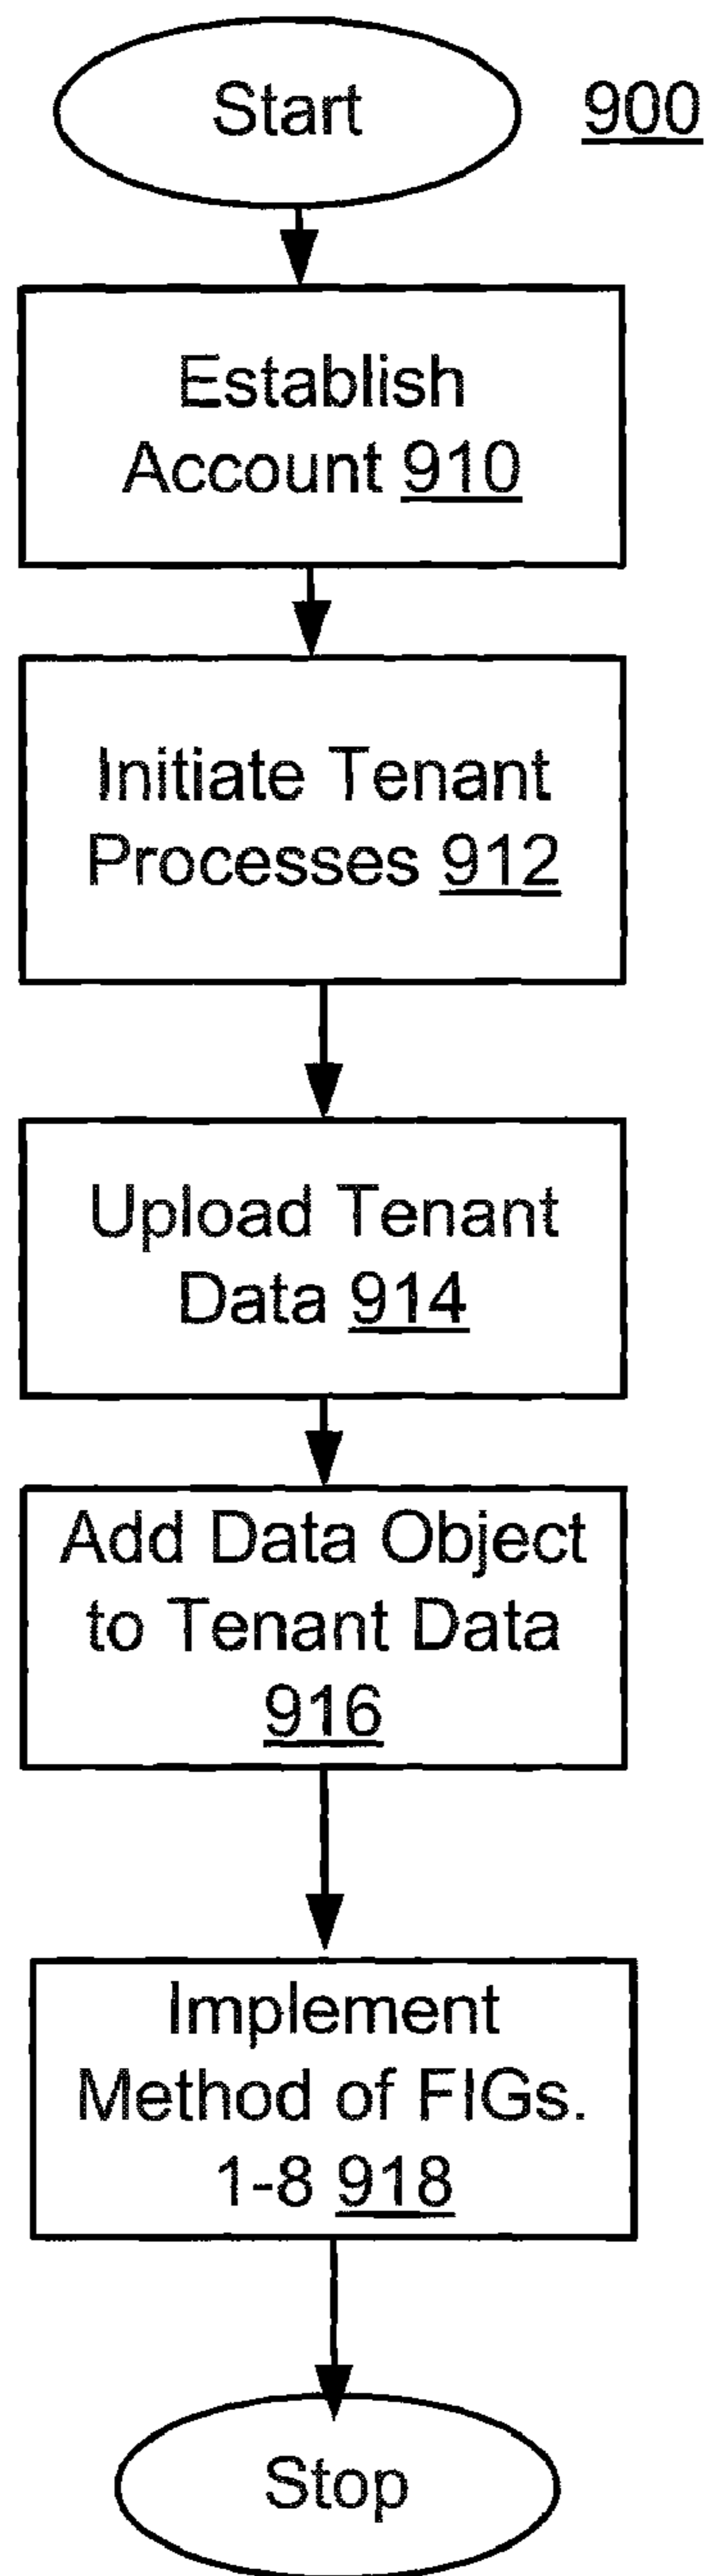 Start 900
Establish
Account 910
Initiate Tenant
Processes 912
Upload Tenant
Data 914
Add Data Object
to Tenant Data
916
Implement
Method of FIGs.
1-8 918
Stop